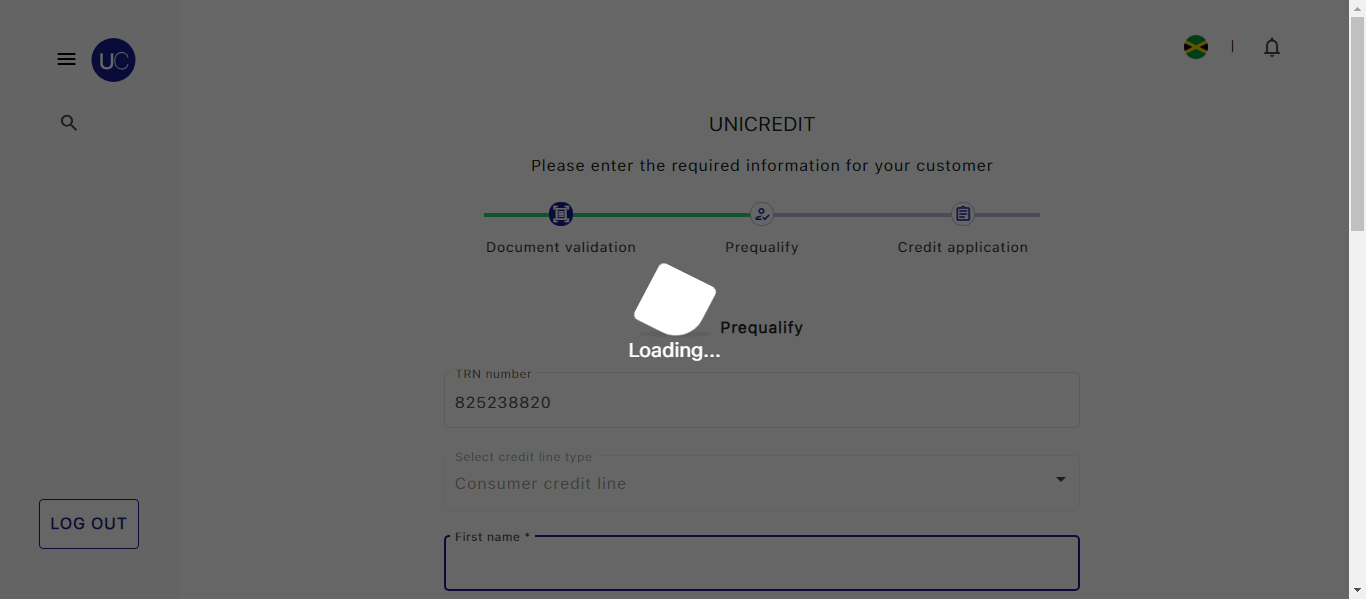 UC
UNICREDIT
Please enter the required information for your customer
Document validation
Prequalify
Credit application
Prequalify
Loading...
TRN number
825238820
Select credit line type
Consumer credit line
First name *
LOG OUT